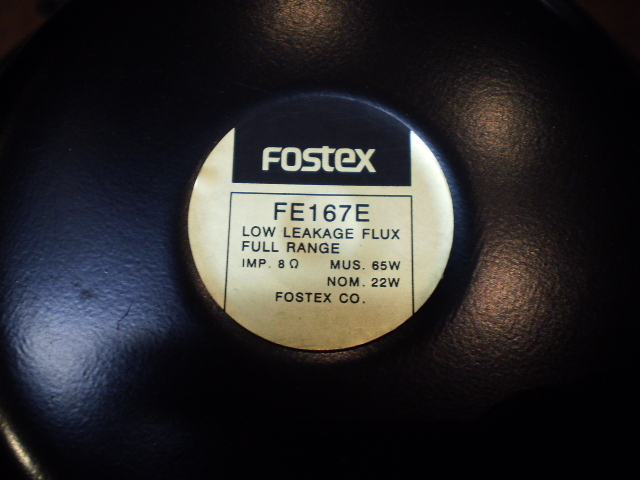 Fostex
FE167E
LOW LEAKAGE FLUX
FULL RANGE
IMP. 8Ω MUS. 65W
NOM. 22W
FOSTEX CO.